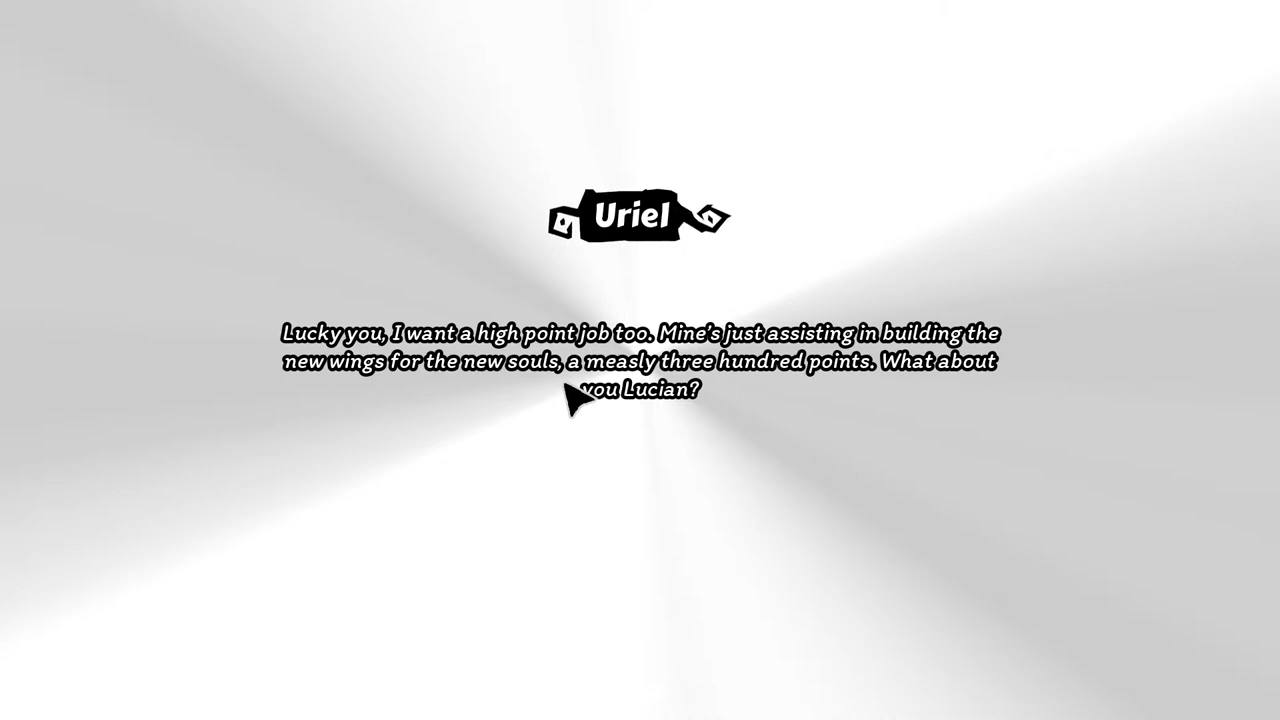 Uriel
Lucky you, I want a high point job too. Mine's just assisting in building the
new wings for the new souls, a measly three hundred points. What about
you Lucian?